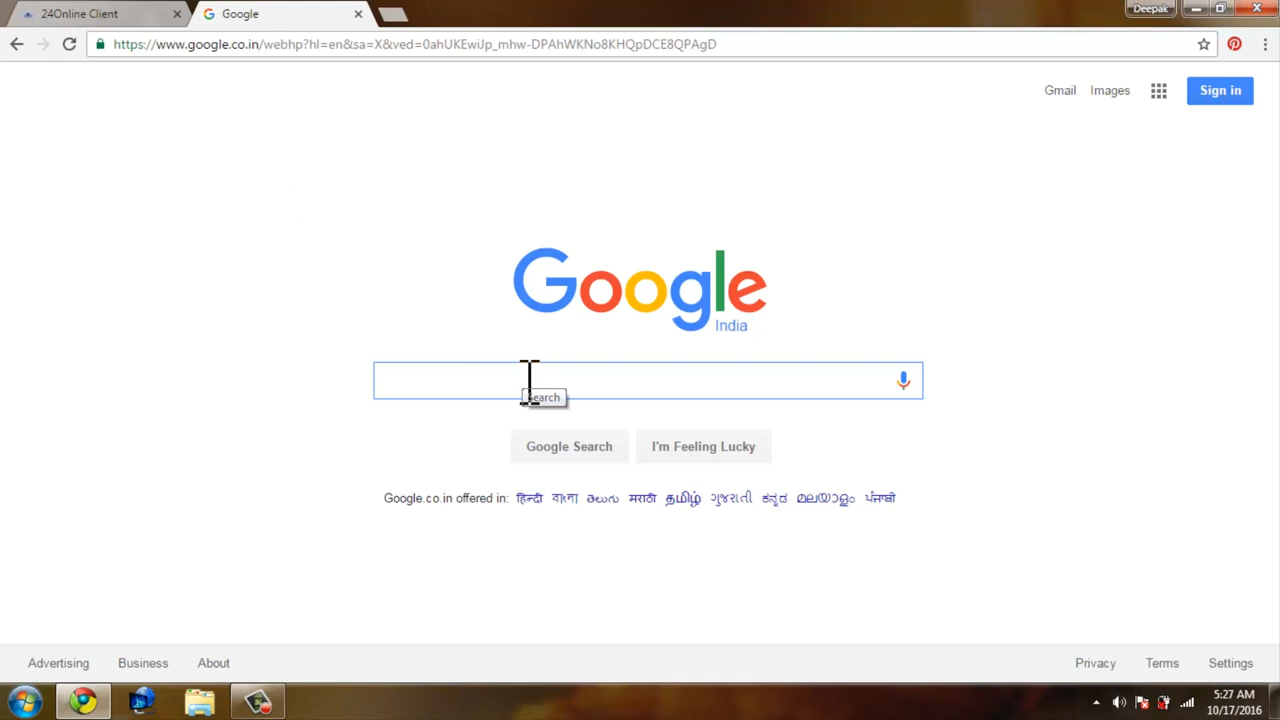 24Online Client
Google
Deepak
https://www.google.co.in/webhp?hl=en&sa=X&ved=0ahUKEwiJp_mhw-DPAhWKNo8KHQpDCE8QPAgD
Gmail Images Sign in
Google
India
Search
Google Search I'm Feeling Lucky
Google.co.in offered in: हिन्दी বাংলা తెలుగు मराठी தமிழ் ગુજરાતી ಕನ್ನಡ മലയാളം ਪੰਜਾਬੀ
Advertising Business About Privacy Terms Settings
5:27 AM
10/17/2016